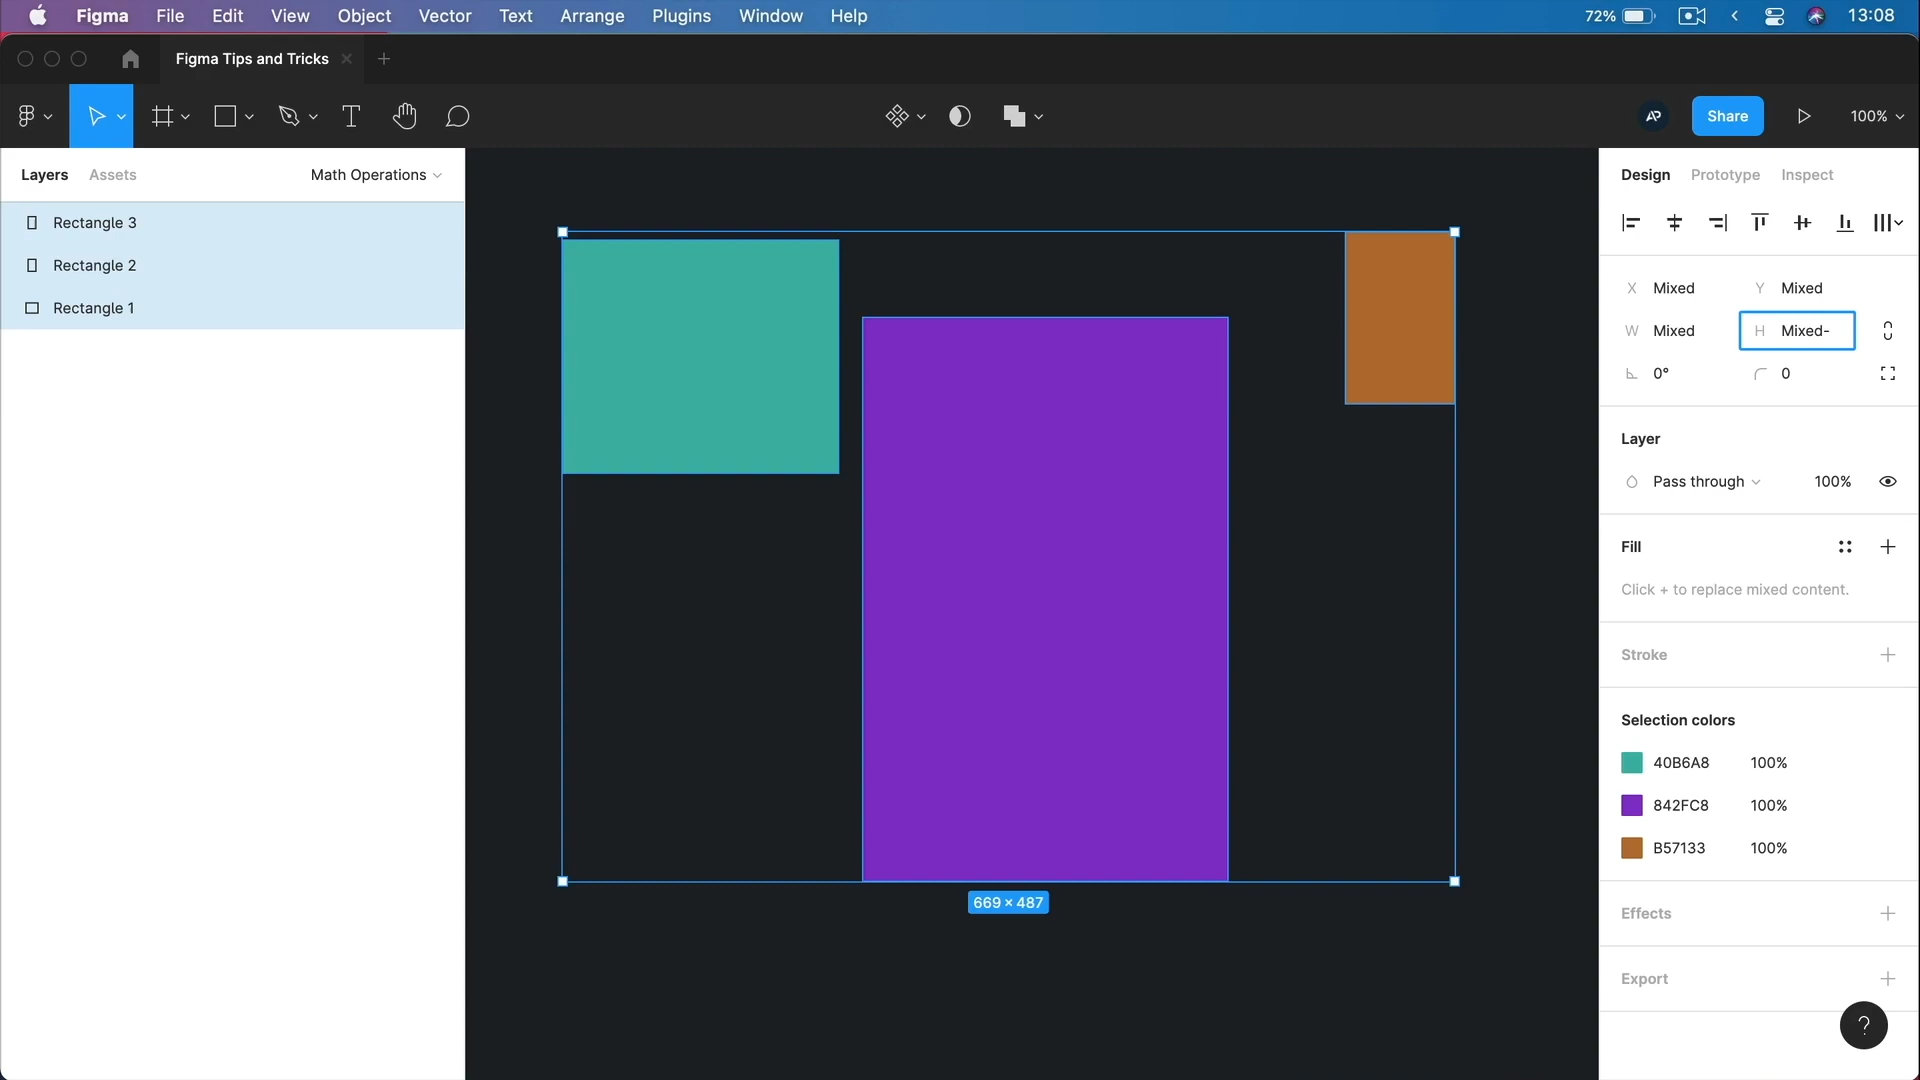 Figma File Edit View Object Vector Text Arrange Plugins Window Help 72% 13:08
Figma Tips and Tricks
AP Share 100%
Layers Assets Math Operations
Rectangle 3
Rectangle 2
Rectangle 1
669 × 487
Design Prototype Inspect
X Mixed Y Mixed
W Mixed H Mixed-
0° 0
Layer
Pass through 100%
Fill
Click + to replace mixed content.
Stroke
Selection colors
40B6A8 100%
842FC8 100%
B57133 100%
Effects
Export
?